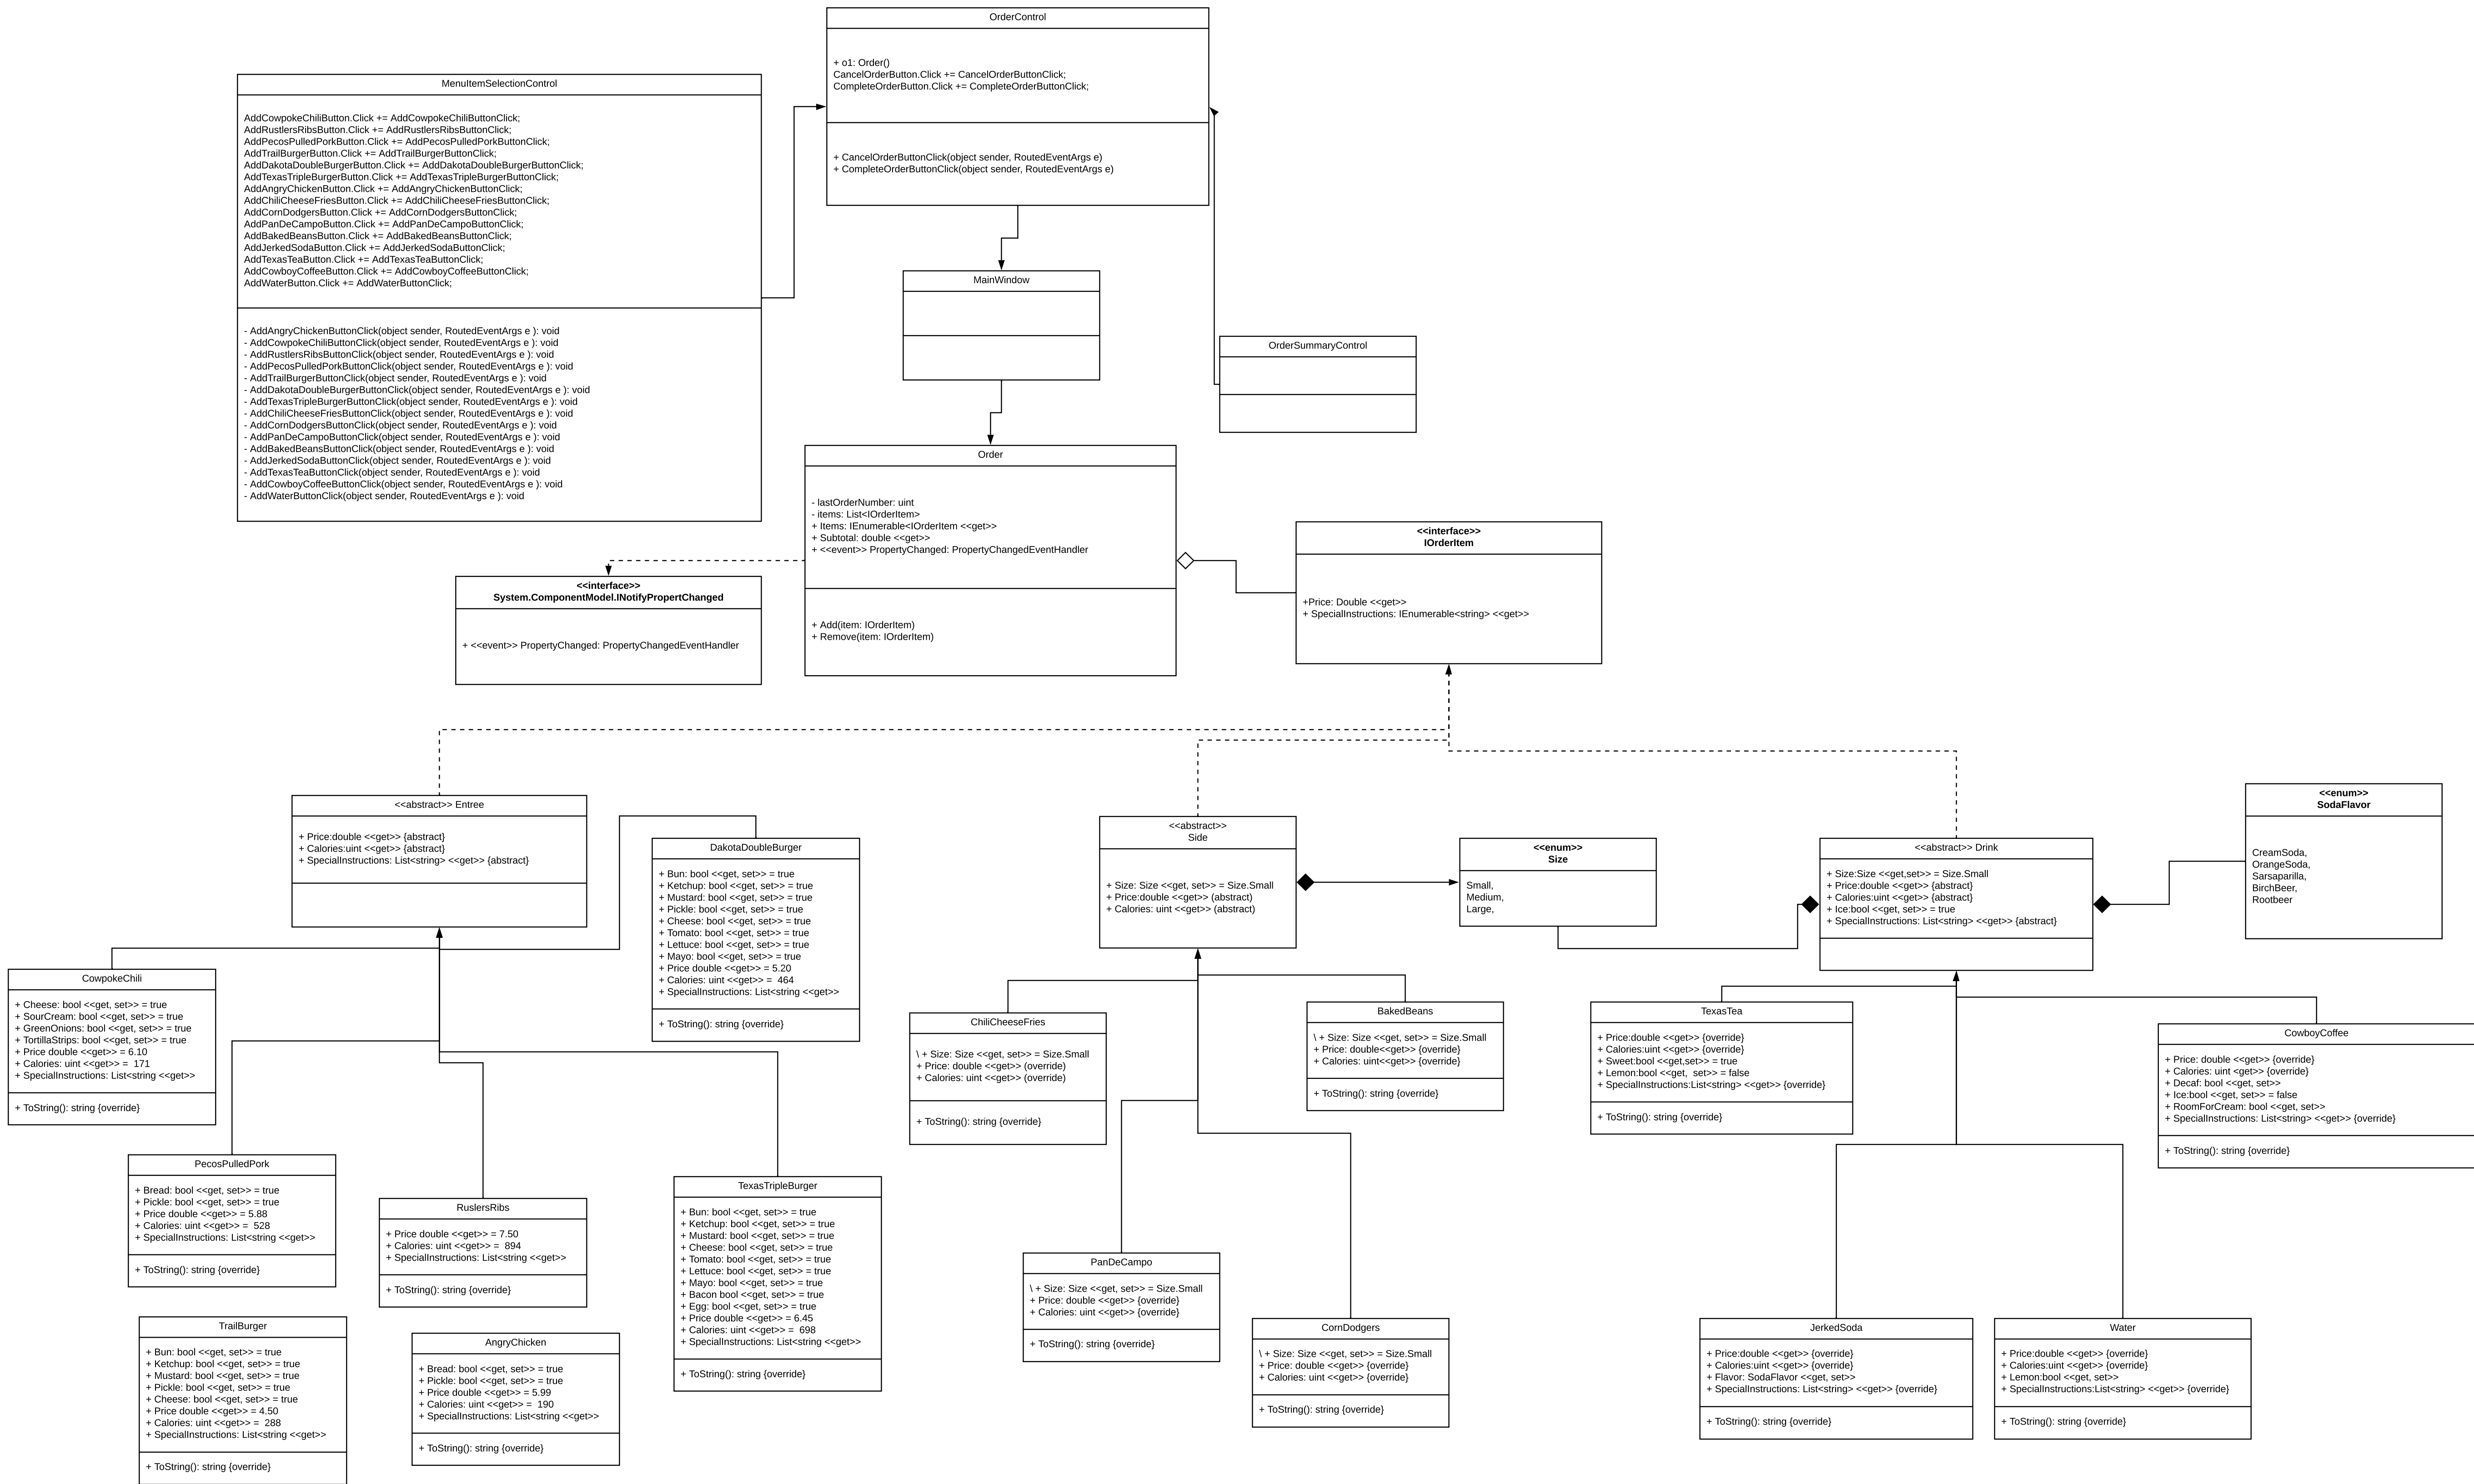 OrderControl
+ o1: Order()
CancelOrderButton.Click += CancelOrderButtonClick;
CompleteOrderButton.Click += CompleteOrderButtonClick;
+ CancelOrderButtonClick(object sender, RoutedEventArgs e)
+ CompleteOrderButtonClick(object sender, RoutedEventArgs e)
MenuItemSelectionControl
AddCowpokeChiliButton.Click += AddCowpokeChiliButtonClick;
AddRustlersRibsButton.Click += AddRustlersRibsButtonClick;
AddPecosPulledPorkButton.Click += AddPecosPulledPorkButtonClick;
AddTrailBurgerButton.Click += AddTrailBurgerButtonClick;
AddDakotaDoubleBurgerButton.Click += AddDakotaDoubleBurgerButtonClick;
AddTexasTripleBurgerButton.Click += AddTexasTripleBurgerButtonClick;
AddAngryChickenButton.Click += AddAngryChickenButtonClick;
AddChiliCheeseFriesButton.Click += AddChiliCheeseFriesButtonClick;
AddCornDodgersButton.Click += AddCornDodgersButtonClick;
AddPanDeCampoButton.Click += AddPanDeCampoButtonClick;
AddBakedBeansButton.Click += AddBakedBeansButtonClick;
AddJerkedSodaButton.Click += AddJerkedSodaButtonClick;
AddTexasTeaButton.Click += AddTexasTeaButtonClick;
AddCowboyCoffeeButton.Click += AddCowboyCoffeeButtonClick;
AddWaterButton.Click += AddWaterButtonClick;
- AddAngryChickenButtonClick(object sender, RoutedEventArgs e ): void
- AddCowpokeChiliButtonClick(object sender, RoutedEventArgs e ): void
- AddRustlersRibsButtonClick(object sender, RoutedEventArgs e ): void
- AddPecosPulledPorkButtonClick(object sender, RoutedEventArgs e ): void
- AddTrailBurgerButtonClick(object sender, RoutedEventArgs e ): void
- AddDakotaDoubleBurgerButtonClick(object sender, RoutedEventArgs e ): void
- AddTexasTripleBurgerButtonClick(object sender, RoutedEventArgs e ): void
- AddChiliCheeseFriesButtonClick(object sender, RoutedEventArgs e ): void
- AddCornDodgersButtonClick(object sender, RoutedEventArgs e ): void
- AddPanDeCampoButtonClick(object sender, RoutedEventArgs e ): void
- AddBakedBeansButtonClick(object sender, RoutedEventArgs e ): void
- AddJerkedSodaButtonClick(object sender, RoutedEventArgs e ): void
- AddTexasTeaButtonClick(object sender, RoutedEventArgs e ): void
- AddCowboyCoffeeButtonClick(object sender, RoutedEventArgs e ): void
- AddWaterButtonClick(object sender, RoutedEventArgs e ): void
MainWindow
OrderSummaryControl
Order
- lastOrderNumber: uint
- items: List<IOrderItem>
+ Items: IEnumerable<IOrderItem <<get>>
+ Subtotal: double <<get>>
+ <<event>> PropertyChanged: PropertyChangedEventHandler
+ Add(item: IOrderItem)
+ Remove(item: IOrderItem)
<<interface>>
IOrderItem
+Price: Double <<get>>
+ SpecialInstructions: IEnumerable<string> <<get>>
<<interface>>
System.ComponentModel.INotifyPropertChanged
+ <<event>> PropertyChanged: PropertyChangedEventHandler
<<abstract>> Entree
+ Price:double <<get>> {abstract}
+ Calories:uint <<get>> {abstract}
+ SpecialInstructions: List<string> <<get>> {abstract}
DakotaDoubleBurger
+ Bun: bool <<get, set>> = true
+ Ketchup: bool <<get, set>> = true
+ Mustard: bool <<get, set>> = true
+ Pickle: bool <<get, set>> = true
+ Cheese: bool <<get, set>> = true
+ Tomato: bool <<get, set>> = true
+ Lettuce: bool <<get, set>> = true
+ Mayo: bool <<get, set>> = true
+ Price double <<get>> = 5.20
+ Calories: uint <<get>> = 464
+ SpecialInstructions: List<string <<get>>
+ ToString(): string {override}
<<abstract>>
Side
+ Size: Size <<get, set>> = Size.Small
+ Price:double <<get>> (abstract)
+ Calories: uint <<get>> (abstract)
<<enum>>
Size
Small,
Medium,
Large,
<<abstract>> Drink
+ Size:Size <<get,set>> = Size.Small
+ Price:double <<get>> {abstract}
+ Calories:uint <<get>> {abstract}
+ Ice:bool <<get, set>> = true
+ SpecialInstructions: List<string> <<get>> {abstract}
<<enum>>
SodaFlavor
CreamSoda,
OrangeSoda,
Sarsaparilla,
BirchBeer,
Rootbeer
CowpokeChili
+ Cheese: bool <<get, set>> = true
+ SourCream: bool <<get, set>> = true
+ GreenOnions: bool <<get, set>> = true
+ TortillaStrips: bool <<get, set>> = true
+ Price double <<get>> = 6.10
+ Calories: uint <<get>> = 171
+ SpecialInstructions: List<string <<get>>
+ ToString(): string {override}
ChiliCheeseFries
\ + Size: Size <<get, set>> = Size.Small
+ Price: double <<get>> (override)
+ Calories: uint <<get>> (override)
+ ToString(): string {override}
BakedBeans
\ + Size: Size <<get, set>> = Size.Small
+ Price: double<<get>> {override)
+ Calories: uint<<get>> {override)
+ ToString(): string {override}
TexasTea
+ Price:double <<get>> {override}
+ Calories:uint <<get>> {override}
+ Sweet:bool <<get,set>> = true
+ Lemon:bool <<get, set>> = false
+ SpecialInstructions:List<string> <<get>> {override}
+ ToString(): string {override}
CowboyCoffee
+ Price: double <<get>> {override}
+ Calories: uint <get>> {override}
+ Decaf: bool <<get, set>>
+ Ice:bool <<get, set>> = false
+ RoomForCream: bool <<get, set>>
+ SpecialInstructions: List<string> <<get>> {override}
+ ToString(): string {override}
PecosPulledPork
+ Bread: bool <<get, set>> = true
+ Pickle: bool <<get, set>> = true
+ Price double <<get>> = 5.88
+ Calories: uint <<get>> = 528
+ SpecialInstructions: List<string <<get>>
+ ToString(): string {override}
RuslersRibs
+ Price double <<get>> = 7.50
+ Calories: uint <<get>> = 894
+ SpecialInstructions: List<string <<get>>
+ ToString(): string {override}
TexasTripleBurger
+ Bun: bool <<get, set>> = true
+ Ketchup: bool <<get, set>> = true
+ Mustard: bool <<get, set>> = true
+ Cheese: bool <<get, set>> = true
+ Tomato: bool <<get, set>> = true
+ Lettuce: bool <<get, set>> = true
+ Mayo: bool <<get, set>> = true
+ Bacon bool <<get, set>> = true
+ Egg: bool <<get, set>> = true
+ Price double <<get>> = 6.45
+ Calories: uint <<get>> = 698
+ SpecialInstructions: List<string <<get>>
+ ToString(): string {override}
PanDeCampo
\ + Size: Size <<get, set>> = Size.Small
+ Price: double <<get>> {override}
+ Calories: uint <<get>> {override}
+ ToString(): string {override}
CornDodgers
\ + Size: Size <<get, set>> = Size.Small
+ Price: double <<get>> {override}
+ Calories: uint <<get>> {override}
+ ToString(): string {override}
TrailBurger
+ Bun: bool <<get, set>> = true
+ Ketchup: bool <<get, set>> = true
+ Mustard: bool <<get, set>> = true
+ Pickle: bool <<get, set>> = true
+ Cheese: bool <<get, set>> = true
+ Price double <<get>> = 4.50
+ Calories: uint <<get>> = 288
+ SpecialInstructions: List<string <<get>>
+ ToString(): string {override}
AngryChicken
+ Bread: bool <<get, set>> = true
+ Pickle: bool <<get, set>> = true
+ Price double <<get>> = 5.99
+ Calories: uint <<get>> = 190
+ SpecialInstructions: List<string <<get>>
+ ToString(): string {override}
JerkedSoda
+ Price:double <<get>> {override}
+ Calories:uint <<get>> {override}
+ Flavor: SodaFlavor <<get, set>>
+ SpecialInstructions: List<string> <<get>> {override}
+ ToString(): string {override}
Water
+ Price:double <<get>> {override}
+ Calories:uint <<get>> {override}
+ Lemon:bool <<get, set>>
+ SpecialInstructions:List<string> <<get>> {override}
+ ToString(): string {override}